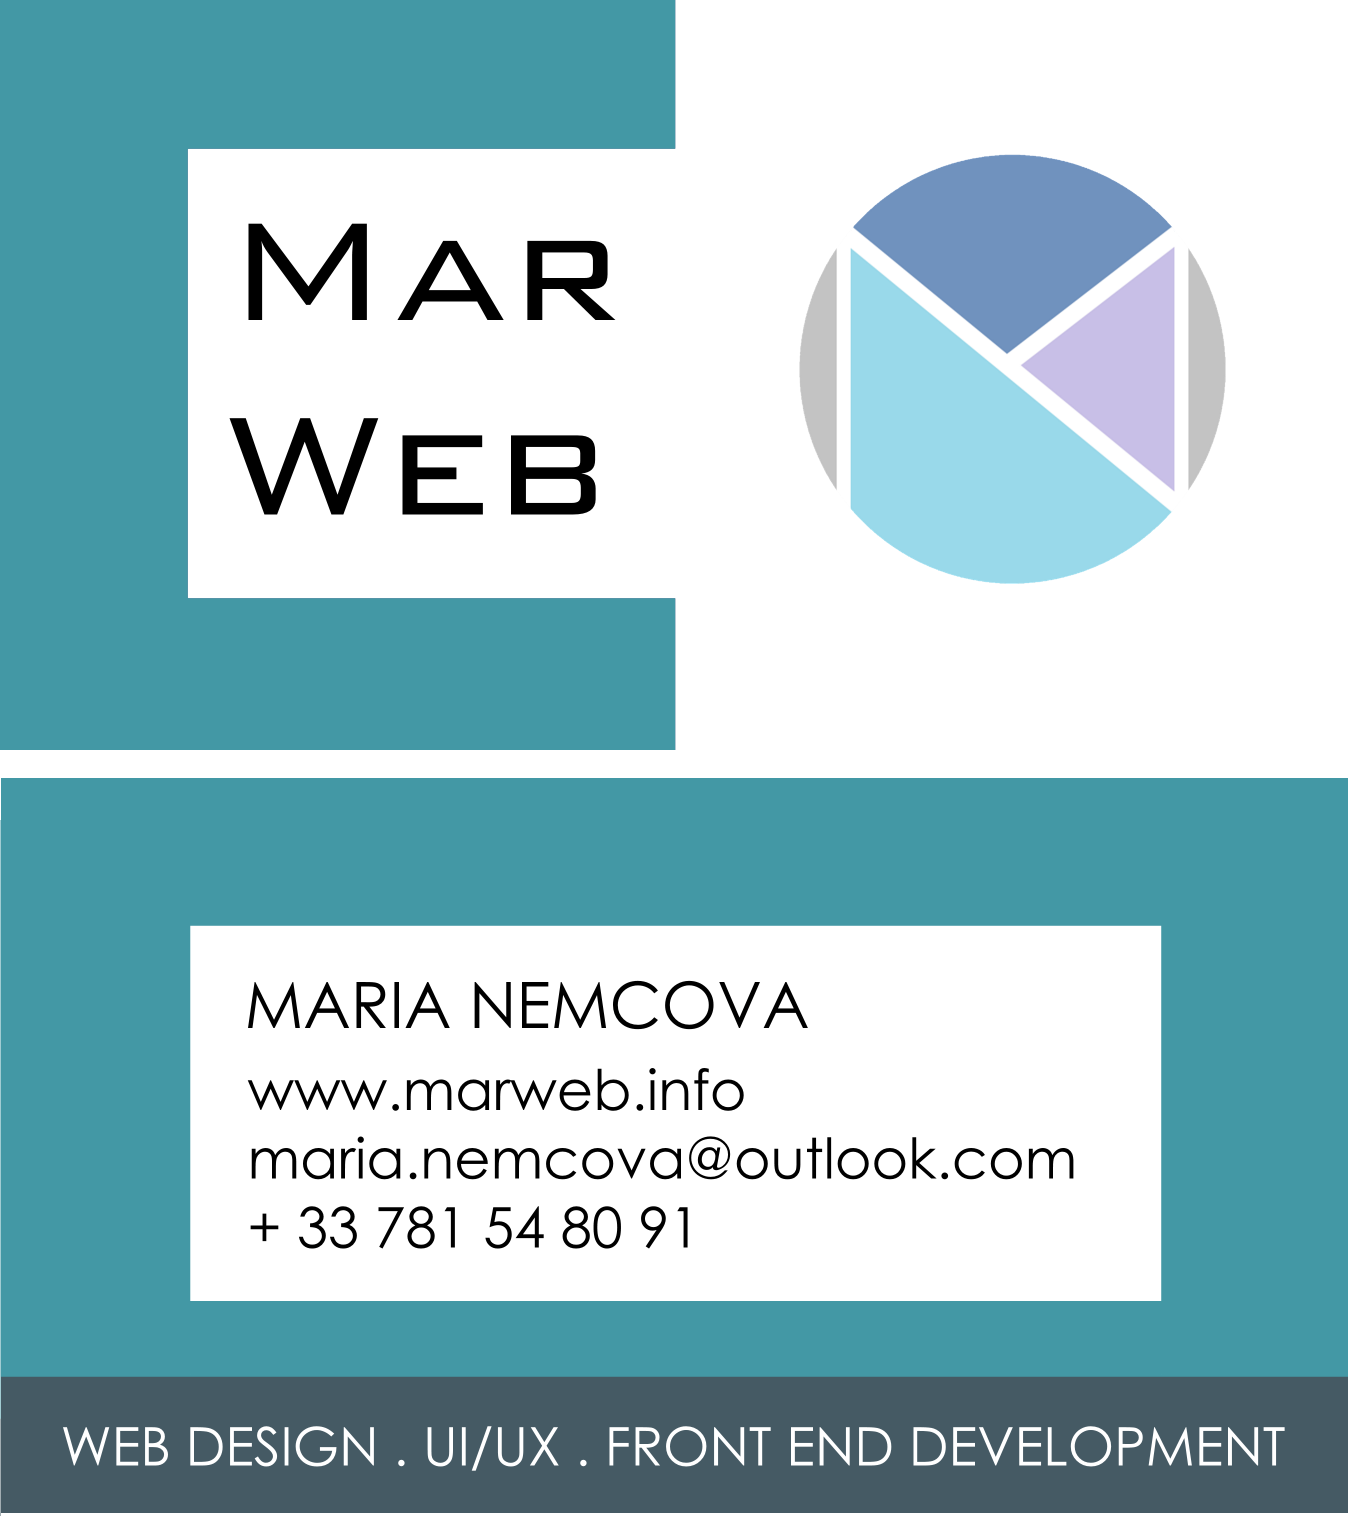 Mar
Web
MARIA NEMCOVA
www.marweb.info
maria.nemcova@outlook.com
+ 33 781 54 80 91
WEB DESIGN . UI/UX . FRONT END DEVELOPMENT